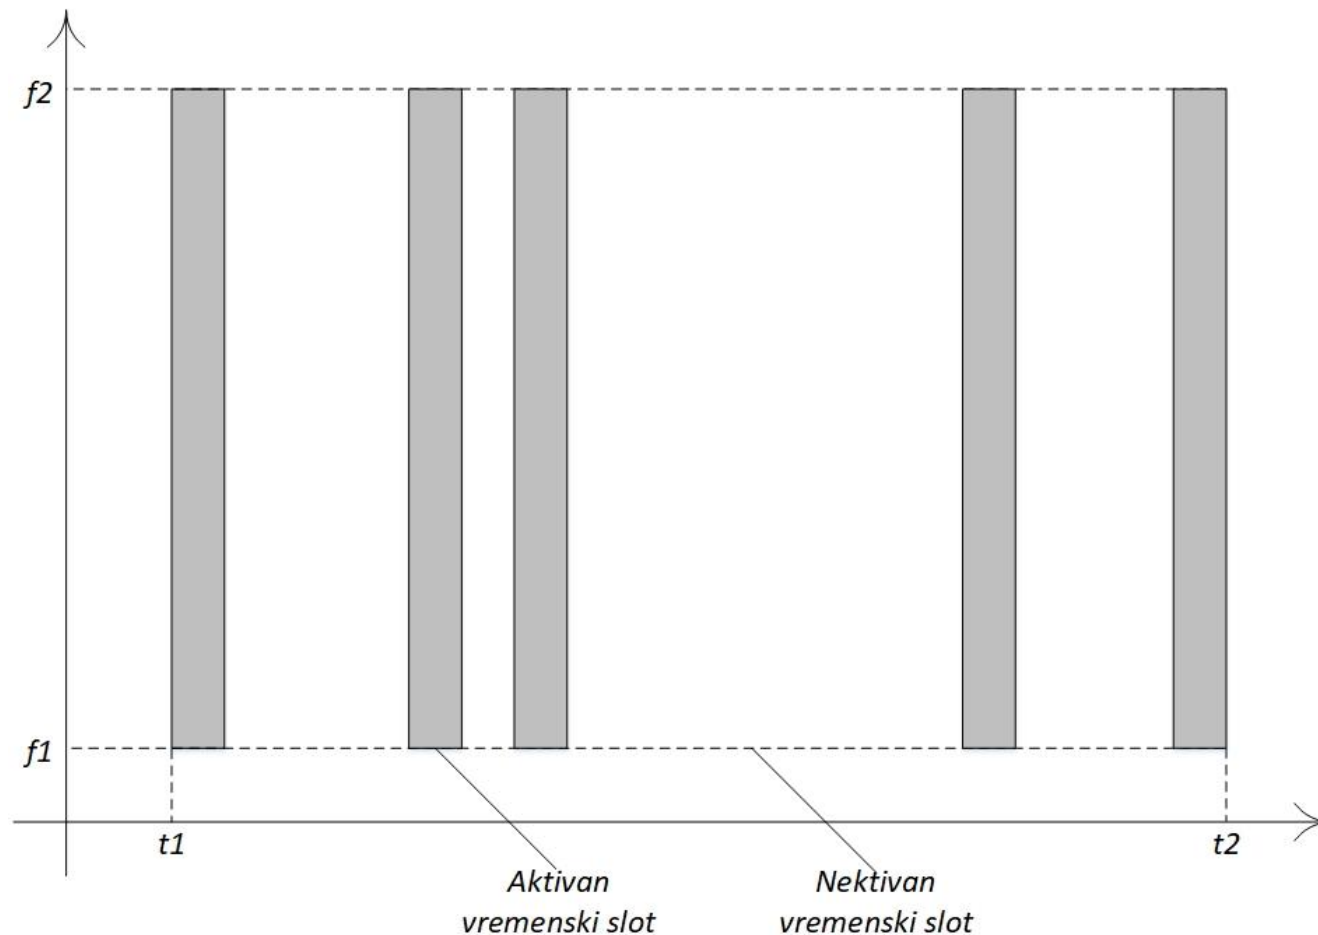 f2
f1
t1
t2
Aktivan
vremenski slot
Nektivan
vremenski slot